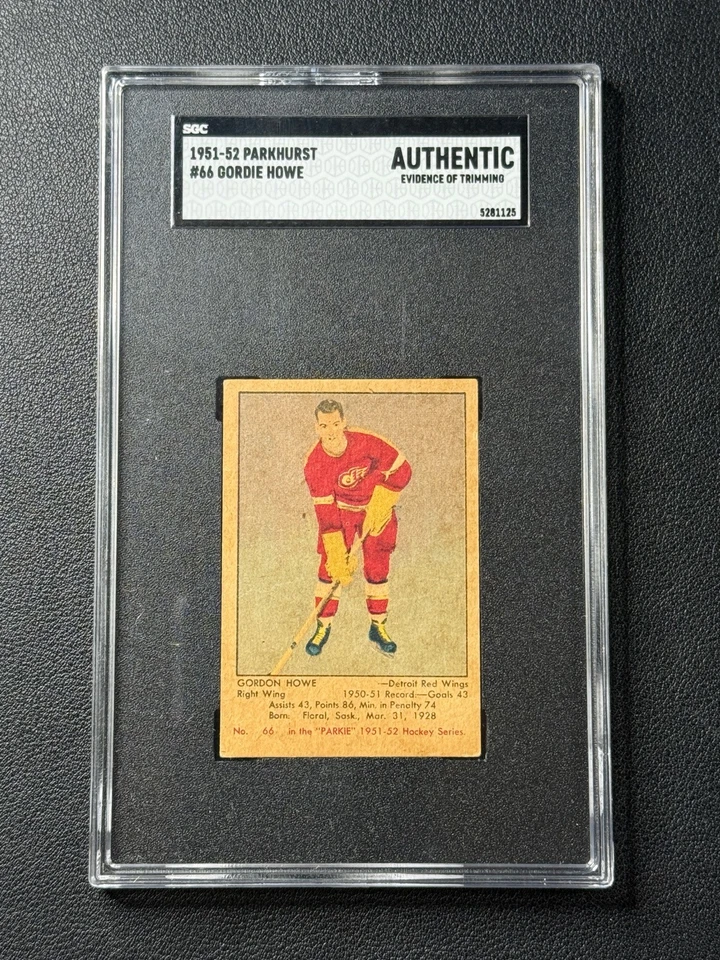 SGC
1951-52 PARKHURST
#66 GORDIE HOWE
AUTHENTIC
EVIDENCE OF TRIMMING
5281125
GORDON HOWE —Detroit Red Wings
Right Wing 1950-51 Record—Goals 43
Assists 43, Points 86, Min. in Penalty 74
Born: Floral, Sask., Mar. 31, 1928
No. 66 in the "PARKIE" 1951-52 Hockey Series.